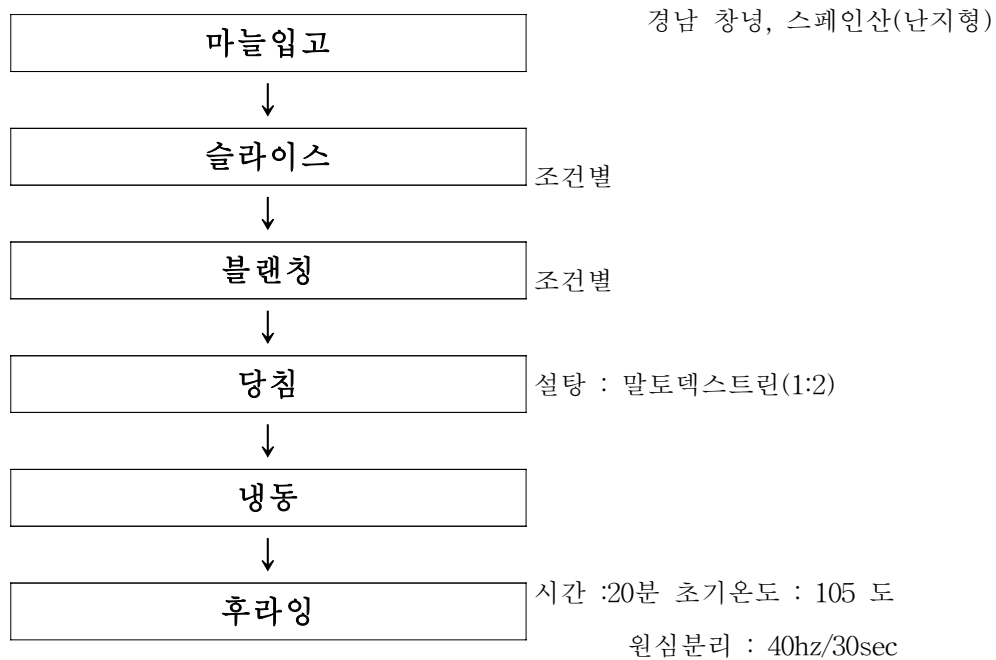 경남 창녕, 스페인산(난지형)
마늘입고
↓
슬라이스
조건별
↓
블랜칭
조건별
↓
당침
설탕 : 말토덱스트린(1:2)
↓
냉동
↓
후라잉
시간 :20분 초기온도 : 105 도
원심분리 : 40hz/30sec